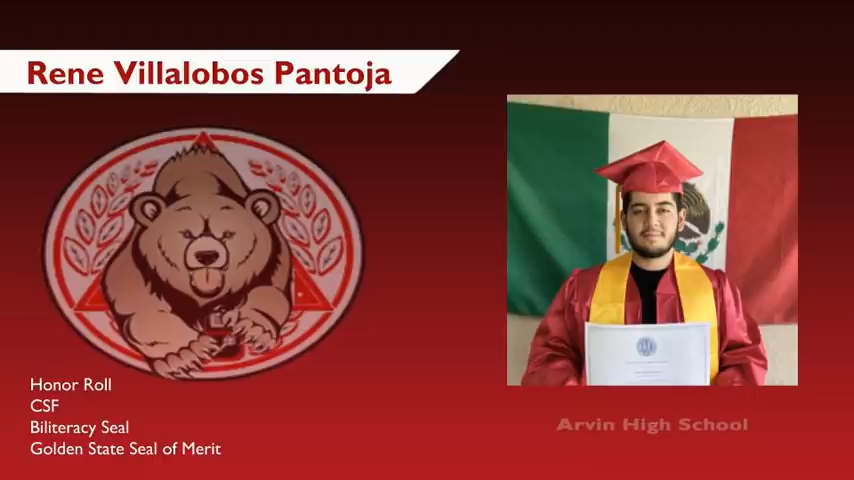 Rene Villalobos Pantoja
Honor Roll
CSF
Biliteracy Seal
Golden State Seal of Merit
Arvin High School